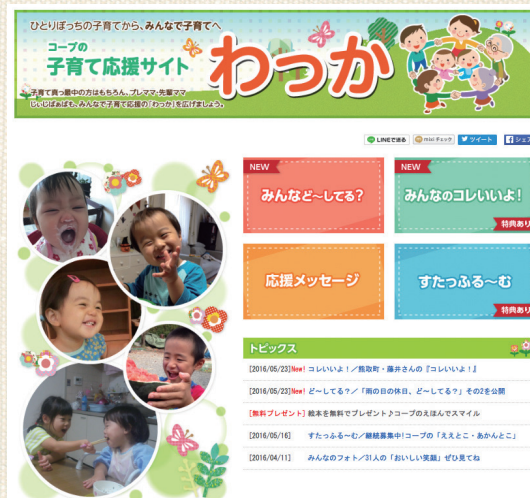 ひとりぼっちの子育てから、みんなで子育てへ
コープの
子育て応援サイト
わっか
子育て真っ最中の方はもちろん、プレママ・先輩ママ
じぃじばぁばも、みんなで子育て応援の「わっか」を広げましょう。
LINEで送る
mixi チェック
ツイート
シェア
NEW
みんなど〜してる?
NEW
みんなのコレいいよ!
特典あり
応援メッセージ
すたっふる〜む
特典あり
トピックス
[2016/05/23]New! コレいいよ!／熊取町・藤井さんの『コレいいよ!』
[2016/05/23]New! ど〜してる?／「雨の日の休日、ど〜してる?」その2を公開
[無料プレゼント] 絵本を無料でプレゼント♪コープのえほんでスマイル
[2016/05/16] すたっふる〜む／継続募集中!コープの「ええとこ・あかんとこ」
[2016/04/11] みんなのフォト／31人の「おいしい笑顔」ぜひ見てね